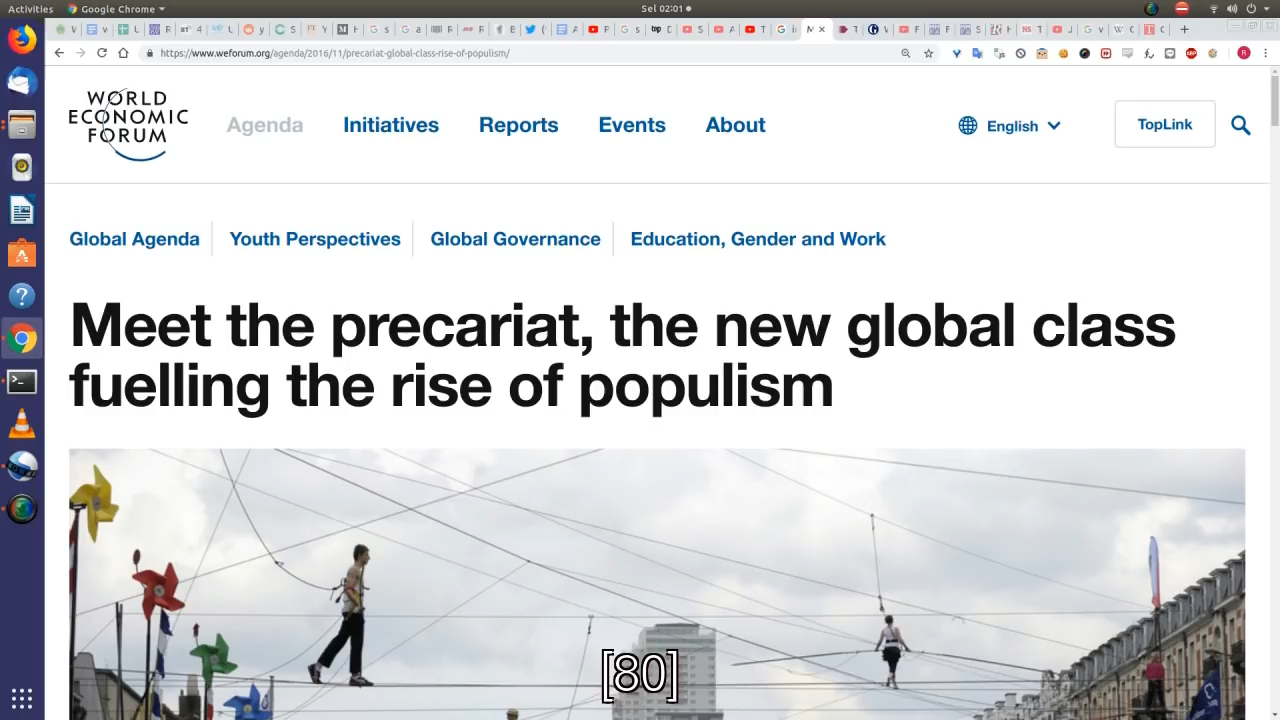 Activities
Google Chrome
Sel 02:01
https://www.weforum.org/agenda/2016/11/precariat-global-class-rise-of-populism/
WORLD
ECONOMIC
FORUM
Agenda
Initiatives
Reports
Events
About
English
TopLink
Global Agenda
Youth Perspectives
Global Governance
Education, Gender and Work
Meet the precariat, the new global class
fuelling the rise of populism
[80]